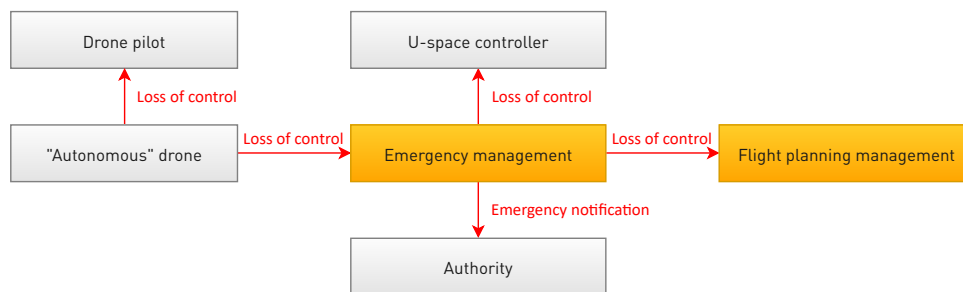 Drone pilot
U-space controller
Loss of control
Loss of control
"Autonomous" drone
Loss of control
Emergency management
Loss of control
Flight planning management
Emergency notification
Authority